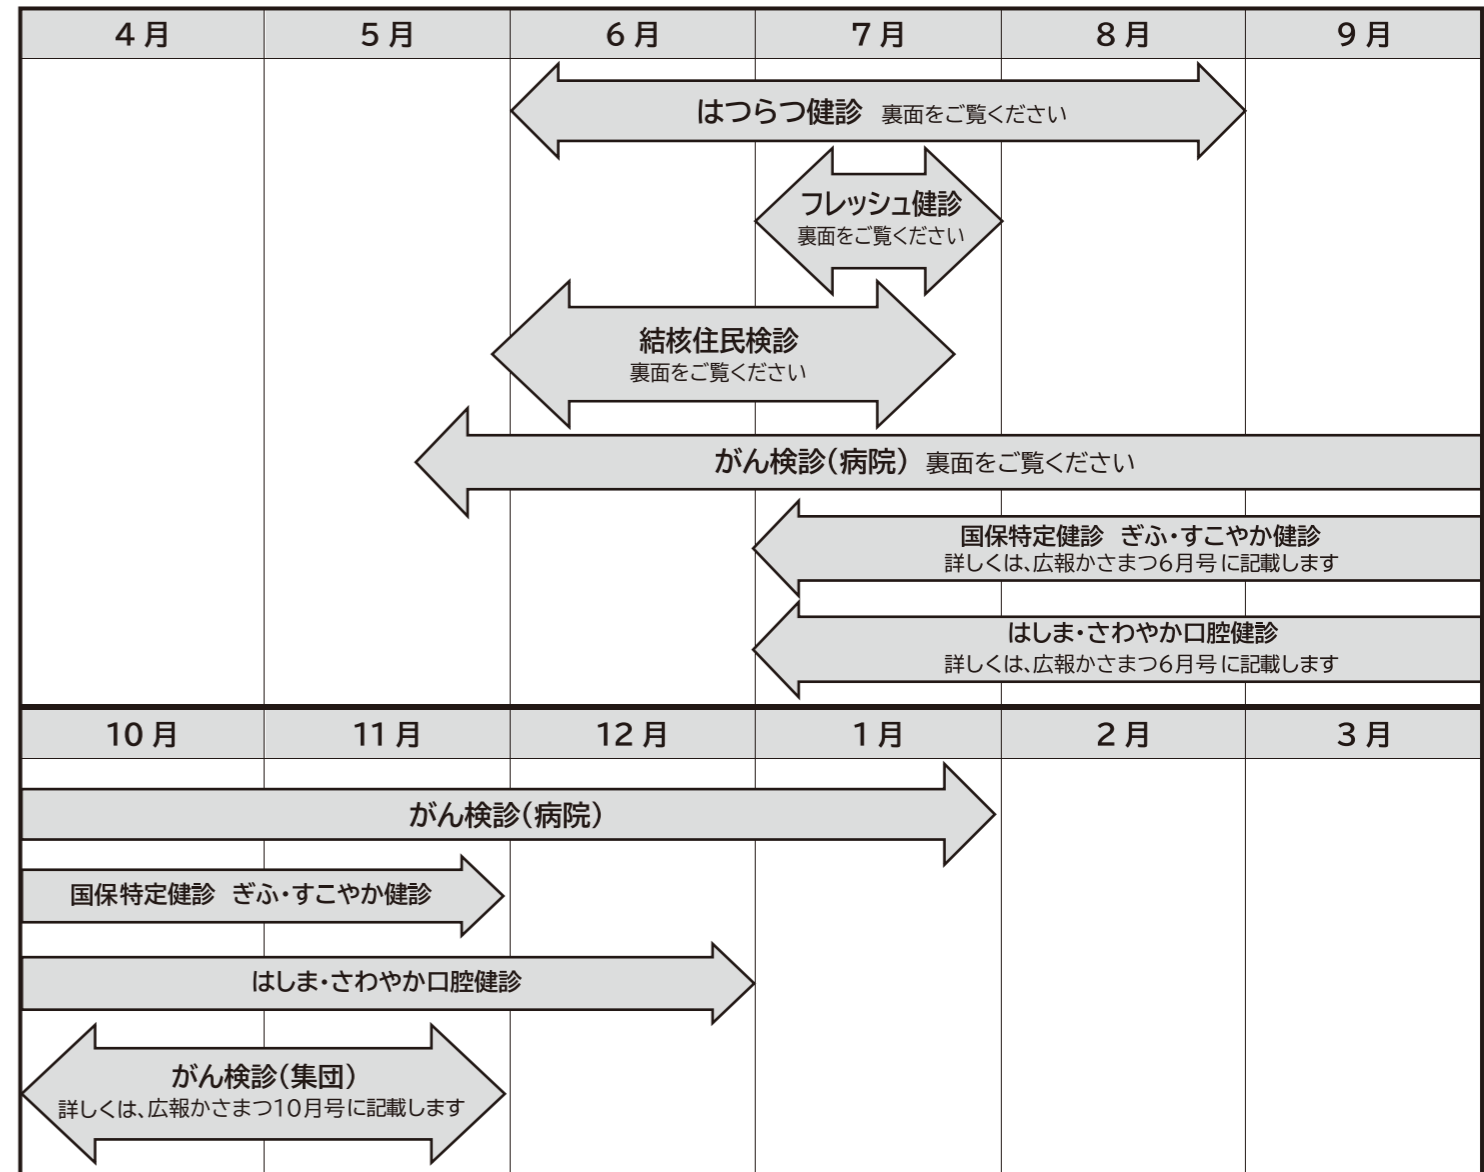 4月 5月 6月 7月 8月 9月
はつらつ健診 裏面をご覧ください
フレッシュ健診
裏面をご覧ください
結核住民検診
裏面をご覧ください
がん検診(病院) 裏面をご覧ください
国保特定健診 ぎふ・すこやか健診
詳しくは、広報かさまつ6月号に記載します
はしま・さわやか口腔健診
詳しくは、広報かさまつ6月号に記載します
10月 11月 12月 1月 2月 3月
がん検診(病院)
国保特定健診 ぎふ・すこやか健診
はしま・さわやか口腔健診
がん検診(集団)
詳しくは、広報かさまつ10月号に記載します